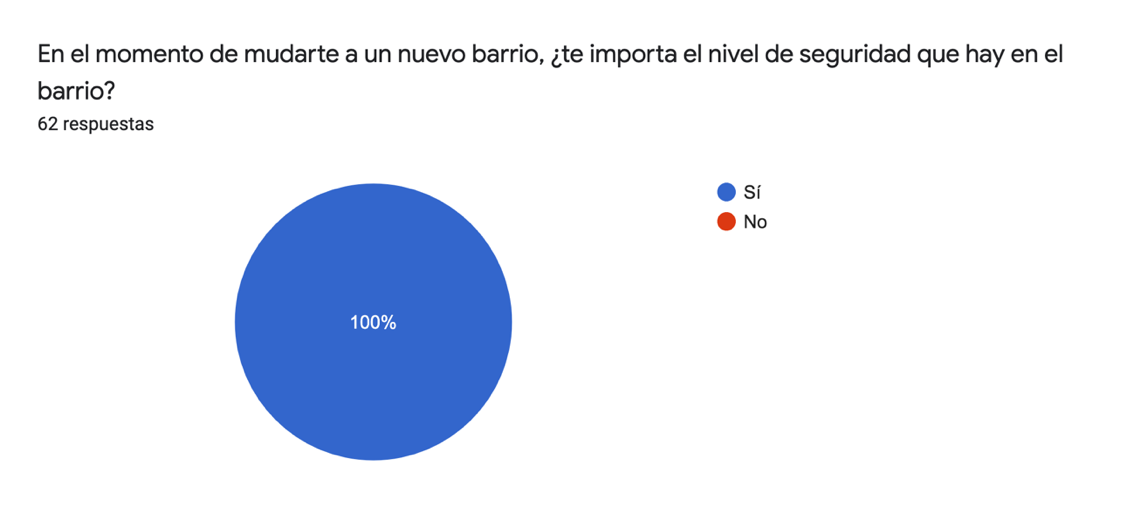 En el momento de mudarte a un nuevo barrio, ¿te importa el nivel de seguridad que hay en el
barrio?
62 respuestas
Sí
No
100%